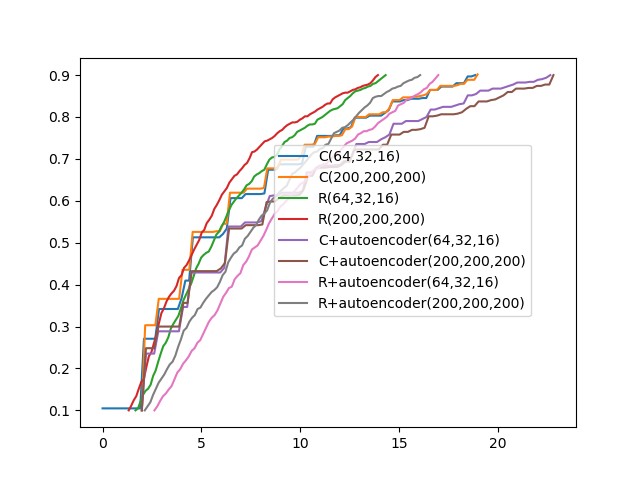 0.9
0.8
0.7
0.6
0.5
0.4
0.3
0.2
0.1
C(64,32,16)
C(200,200,200)
R(64,32,16)
R(200,200,200)
C+autoencoder(64,32,16)
C+autoencoder(200,200,200)
R+autoencoder(64,32,16)
R+autoencoder(200,200,200)
0 5 10 15 20